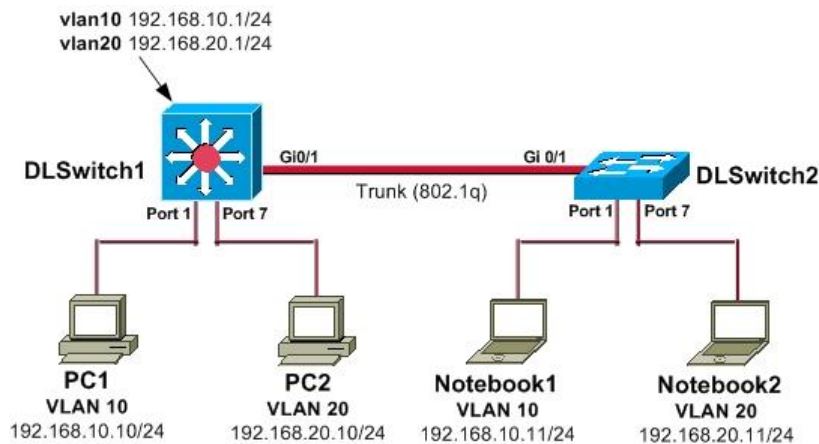 vlan10 192.168.10.1/24
vlan20 192.168.20.1/24
DLSwitch1
Gi0/1
Gi 0/1
Trunk (802.1q)
DLSwitch2
Port 1
Port 7
Port 1
Port 7
PC1
VLAN 10
192.168.10.10/24
PC2
VLAN 20
192.168.20.10/24
Notebook1
VLAN 10
192.168.10.11/24
Notebook2
VLAN 20
192.168.20.11/24